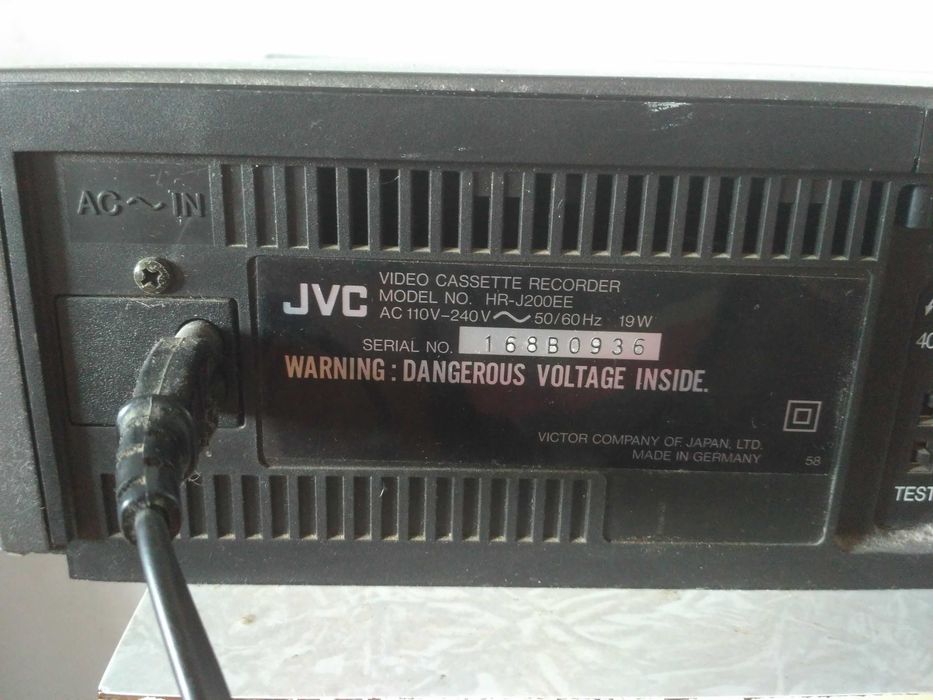 AC~IN
VIDEO CASSETTE RECORDER
JVC MODEL NO. HR-J200EE
AC 110V-240V~50/60Hz 19W
SERIAL NO. 168B0936
WARNING : DANGEROUS VOLTAGE INSIDE.
VICTOR COMPANY OF JAPAN, LTD.
MADE IN GERMANY 58
40
TEST